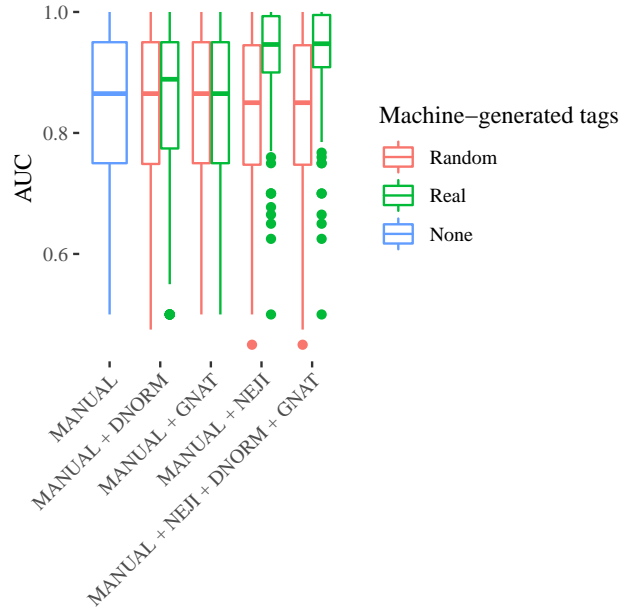 1.0
0.8
0.6
AUC
MANUAL
MANUAL + DNORM
MANUAL + GNAT
MANUAL + NEJI
MANUAL + NEJI + DNORM + GNAT
Machine−generated tags
Random
Real
None